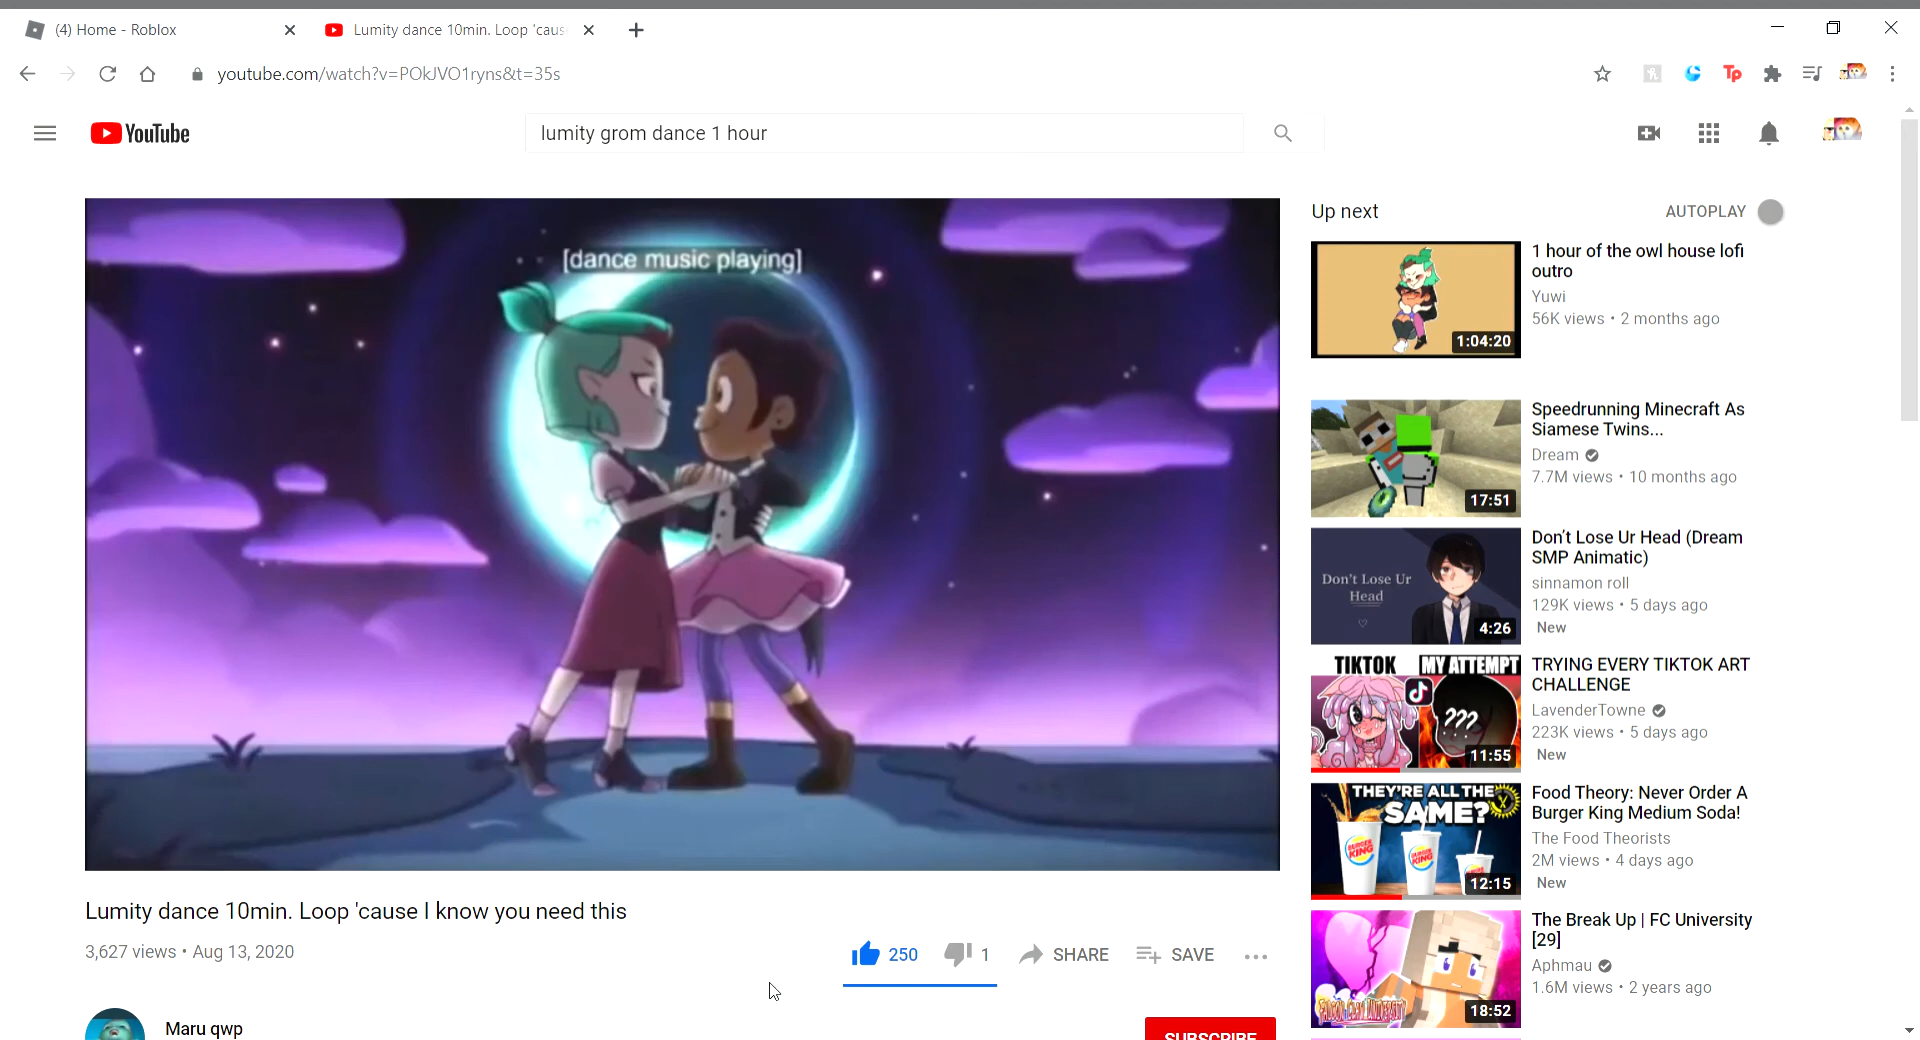 (4) Home - Roblox
Lumity dance 10min. Loop 'caus
youtube.com/watch?v=POkJVO1ryns&t=35s
Tp
YouTube
lumity grom dance 1 hour
[dance music playing]
Lumity dance 10min. Loop 'cause I know you need this
3,627 views • Aug 13, 2020
250
1
SHARE
SAVE
Maru qwp
SUBSCRIBE
Up next
AUTOPLAY
1:04:20
1 hour of the owl house lofi
outro
Yuwi
56K views • 2 months ago
17:51
Speedrunning Minecraft As
Siamese Twins...
Dream
7.7M views • 10 months ago
Don't Lose Ur
Head
4:26
Don't Lose Ur Head (Dream
SMP Animatic)
sinnamon roll
129K views • 5 days ago
New
TIKTOK
MY ATTEMPT
???
11:55
TRYING EVERY TIKTOK ART
CHALLENGE
LavenderTowne
223K views • 5 days ago
New
THEY'RE ALL THE
SAME?
BURGER KING
BURGER KING
12:15
Food Theory: Never Order A
Burger King Medium Soda!
The Food Theorists
2M views • 4 days ago
New
18:52
The Break Up | FC University
[29]
Aphmau
1.6M views • 2 years ago